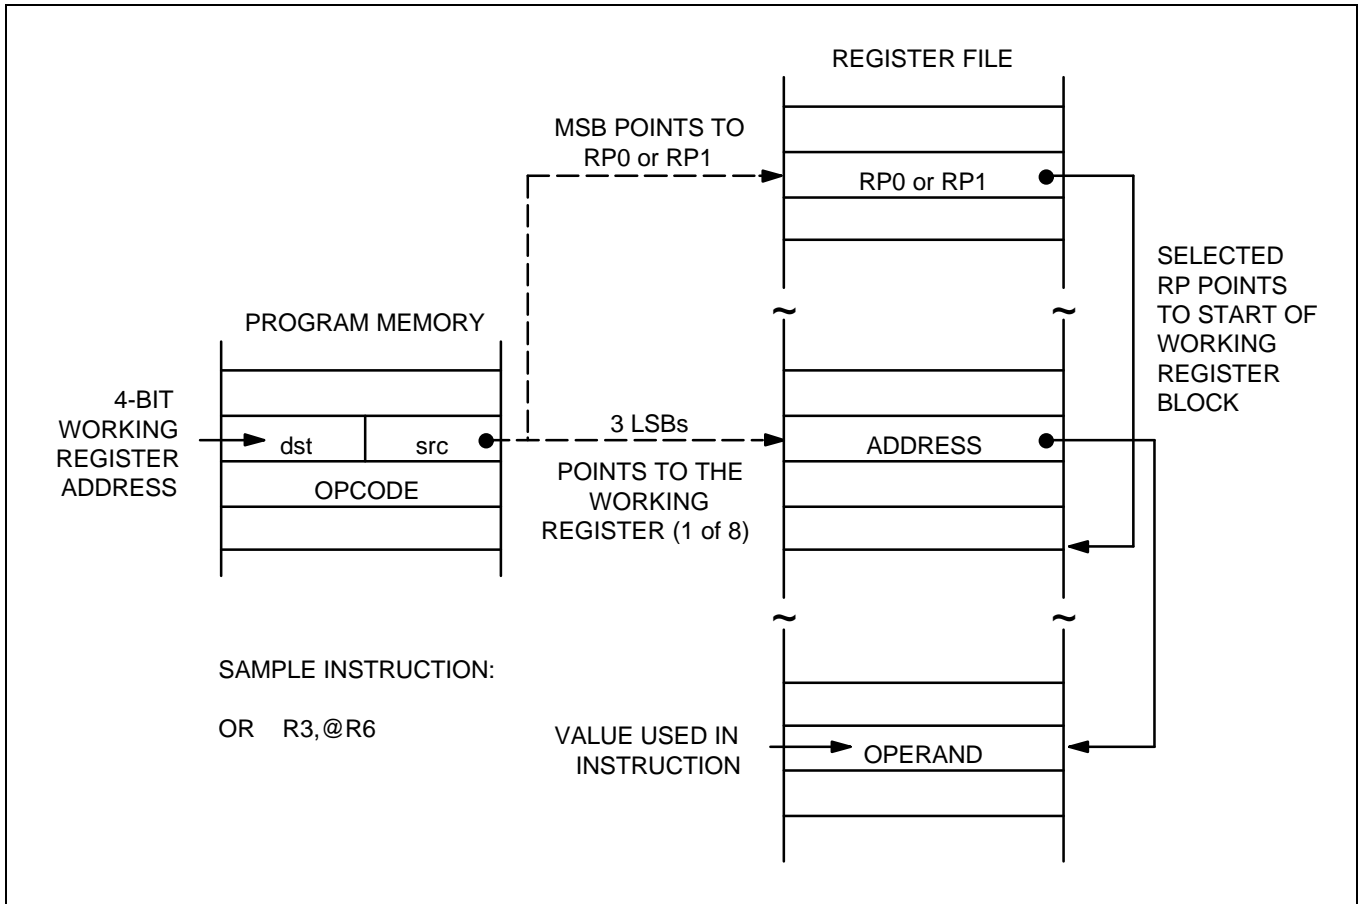 REGISTER FILE
MSB POINTS TO
RP0 or RP1
RP0 or RP1
SELECTED
RP POINTS
TO START OF
WORKING
REGISTER
BLOCK
~ ~
PROGRAM MEMORY
4-BIT
WORKING
REGISTER
ADDRESS
dst src
OPCODE
3 LSBs
POINTS TO THE
WORKING
REGISTER (1 of 8)
ADDRESS
~ ~
SAMPLE INSTRUCTION:
OR R3,@R6
VALUE USED IN
INSTRUCTION
OPERAND